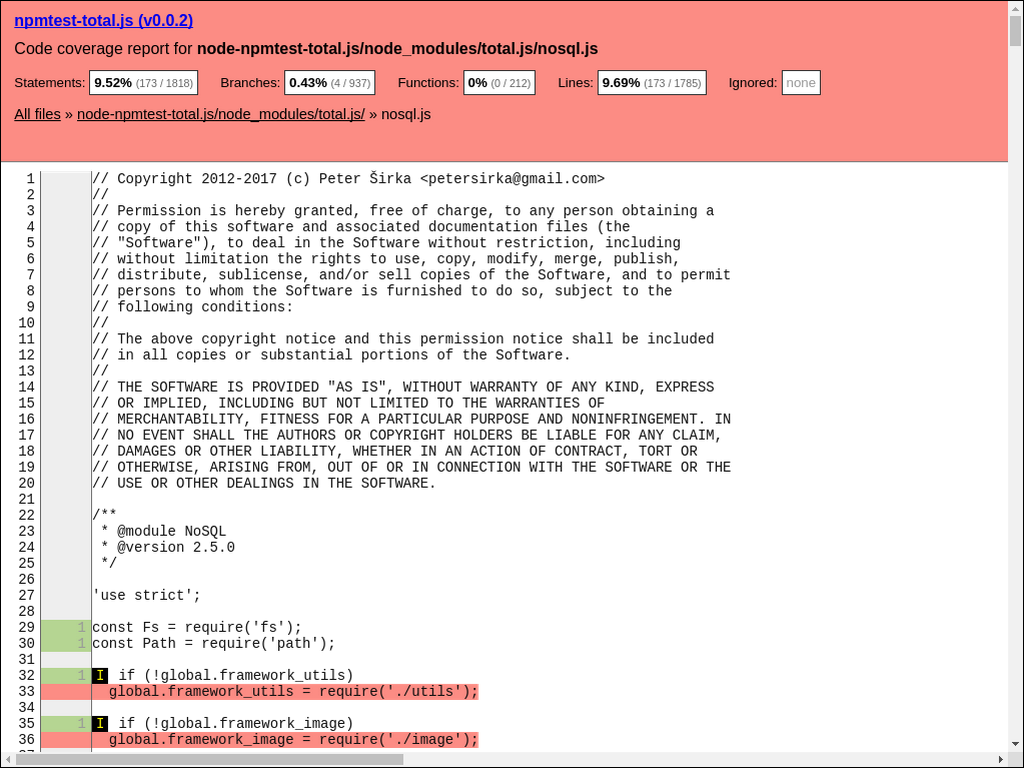 npmtest-total.js (v0.0.2)
Code coverage report for node-npmtest-total.js/node_modules/total.js/nosql.js
Statements: 9.52% (173 / 1818) Branches: 0.43% (4 / 937) Functions: 0% (0 / 212) Lines: 9.69% (173 / 1785) Ignored: none
All files » node-npmtest-total.js/node_modules/total.js/ » nosql.js
1 // Copyright 2012-2017 (c) Peter Širka <petersirka@gmail.com>
2 //
3 // Permission is hereby granted, free of charge, to any person obtaining a
4 // copy of this software and associated documentation files (the
5 // "Software"), to deal in the Software without restriction, including
6 // without limitation the rights to use, copy, modify, merge, publish,
7 // distribute, sublicense, and/or sell copies of the Software, and to permit
8 // persons to whom the Software is furnished to do so, subject to the
9 // following conditions:
10 //
11 // The above copyright notice and this permission notice shall be included
12 // in all copies or substantial portions of the Software.
13 //
14 // THE SOFTWARE IS PROVIDED "AS IS", WITHOUT WARRANTY OF ANY KIND, EXPRESS
15 // OR IMPLIED, INCLUDING BUT NOT LIMITED TO THE WARRANTIES OF
16 // MERCHANTABILITY, FITNESS FOR A PARTICULAR PURPOSE AND NONINFRINGEMENT. IN
17 // NO EVENT SHALL THE AUTHORS OR COPYRIGHT HOLDERS BE LIABLE FOR ANY CLAIM,
18 // DAMAGES OR OTHER LIABILITY, WHETHER IN AN ACTION OF CONTRACT, TORT OR
19 // OTHERWISE, ARISING FROM, OUT OF OR IN CONNECTION WITH THE SOFTWARE OR THE
20 // USE OR OTHER DEALINGS IN THE SOFTWARE.
21
22 /**
23 * @module NoSQL
24 * @version 2.5.0
25 */
26
27 'use strict';
28
29 1 const Fs = require('fs');
30 1 const Path = require('path');
31
32 1 I if (!global.framework_utils)
33 global.framework_utils = require('./utils');
34
35 1 I if (!global.framework_image)
36 global.framework_image = require('./image');